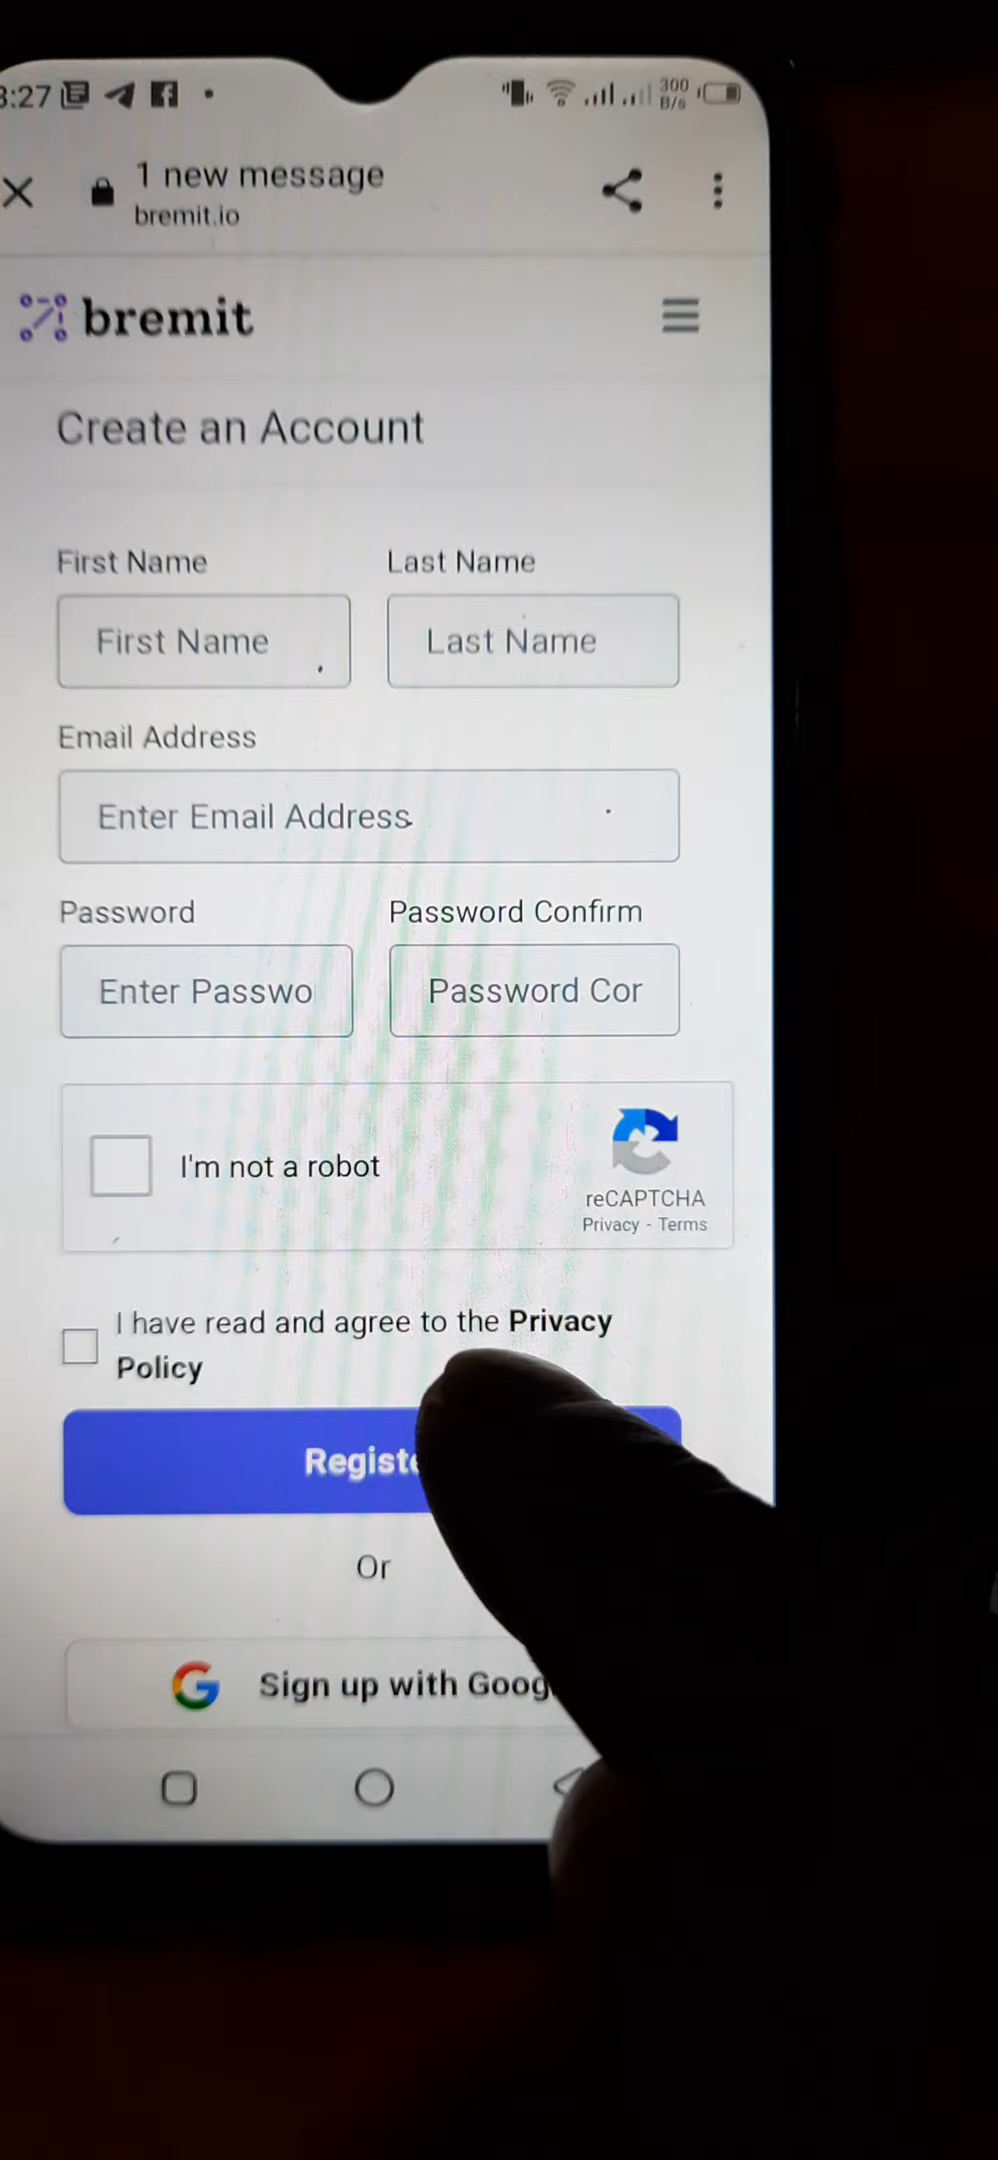 3:27
300
B/s
1 new message
bremit.io
bremit
Create an Account
First Name
Last Name
First Name
Last Name
Email Address
Enter Email Address
Password
Password Confirm
Enter Passwo
Password Cor
I'm not a robot
reCAPTCHA
Privacy - Terms
I have read and agree to the Privacy
Policy
Registe
Or
Sign up with Goog